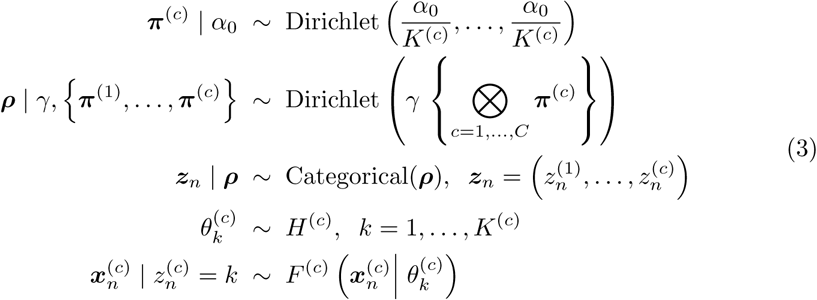 π^(c) | α_0 ~ Dirichlet (α_0/K^(c), . . . , α_0/K^(c))
ρ | γ, {π^(1), . . . , π^(c)} ~ Dirichlet (γ {⨂_{c=1,...,C} π^(c)})
z_n | ρ ~ Categorical(ρ), z_n = (z_n^(1), . . . , z_n^(c))
θ_k^(c) ~ H^(c), k = 1, . . . , K^(c)
x_n^(c) | z_n^(c) = k ~ F^(c) (x_n^(c) | θ_k^(c))
(3)